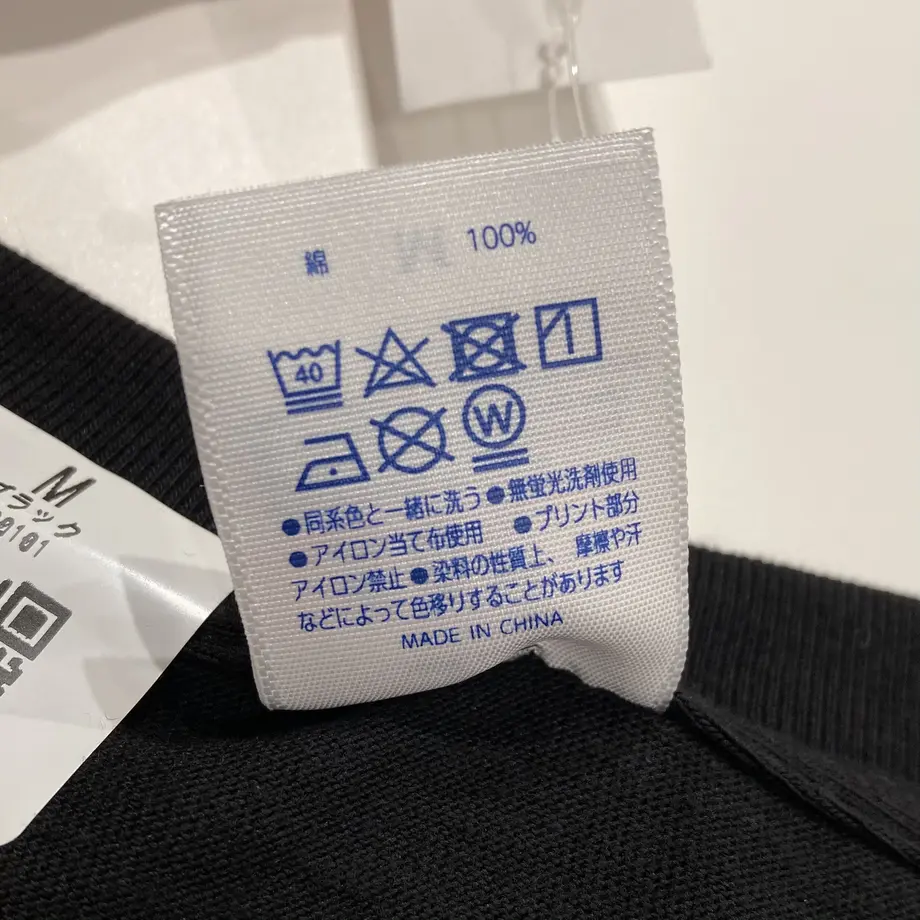 綿 100%
40
W
●同系色と一緒に洗う●無蛍光洗剤使用
●アイロン当て布使用 ●プリント部分
アイロン禁止●染料の性質上、摩擦や汗
などによって色移りすることがあります
MADE IN CHINA
M
ブラック